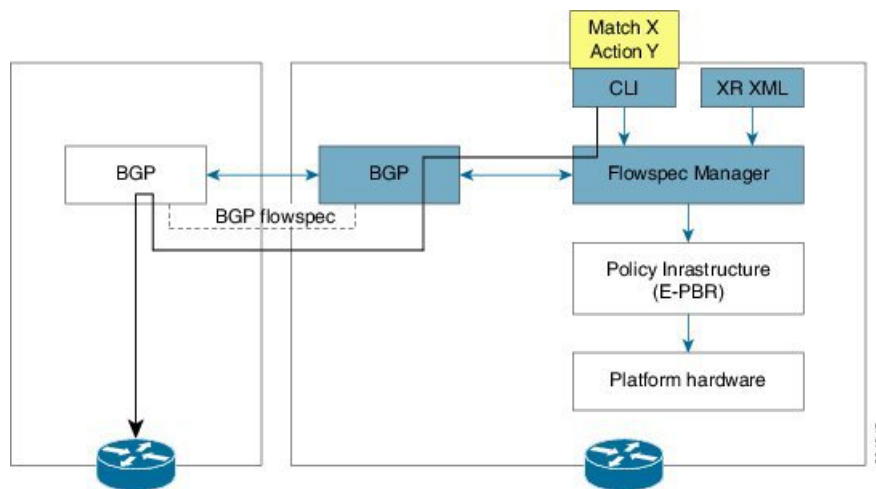 Match X
Action Y
CLI
XR XML
BGP
BGP
Flowspec Manager
BGP flowspec
Policy Inrastructure
(E-PBR)
Platform hardware